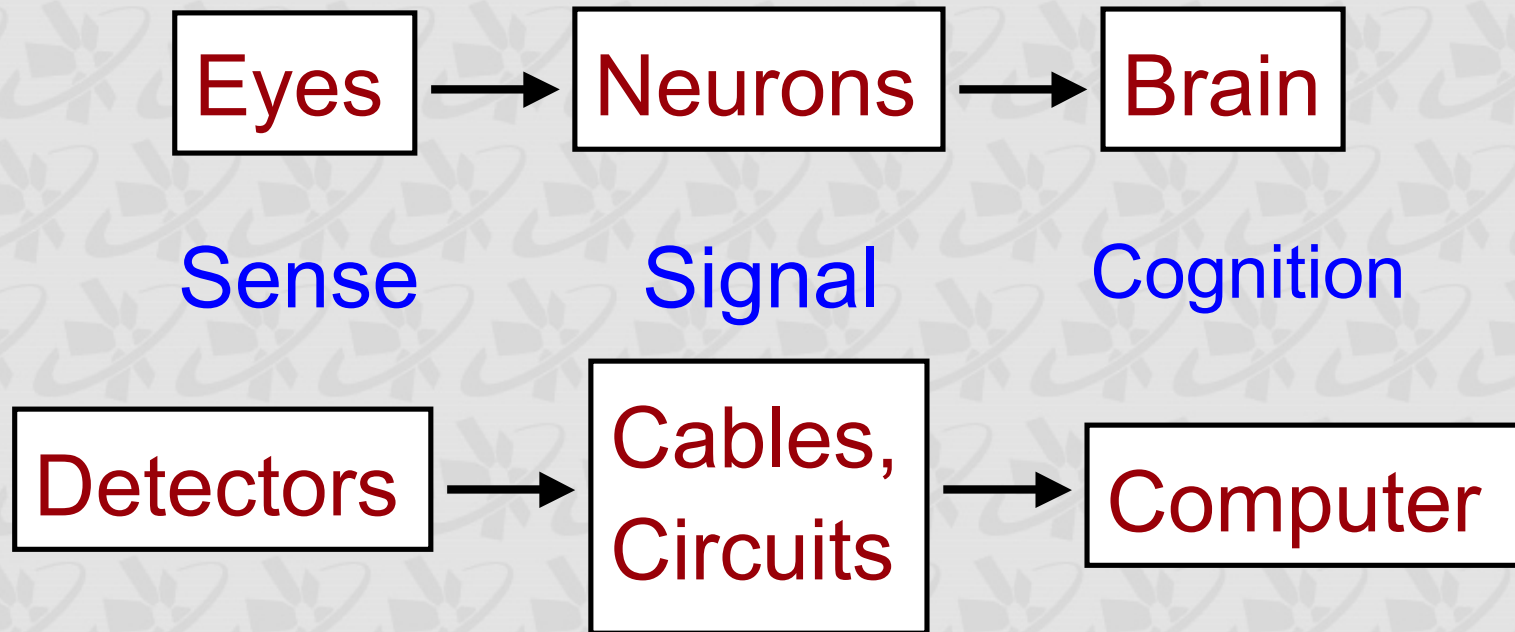 Eyes
Neurons
Brain
Sense
Signal
Cognition
Detectors
Cables,
Circuits
Computer